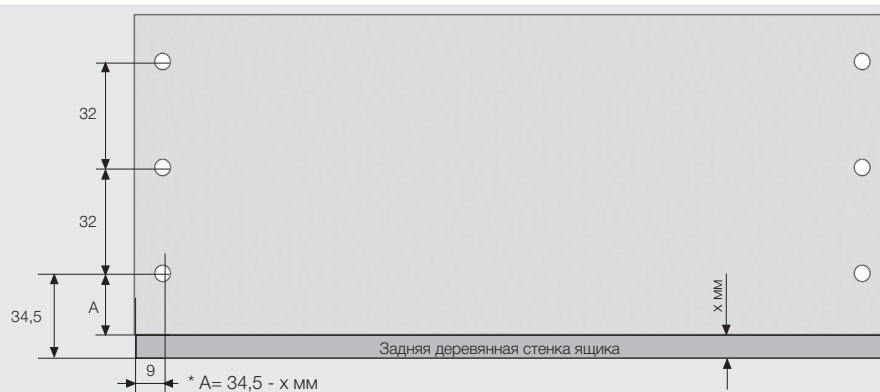 32
32
34,5
A
x мм
Задняя деревянная стенка ящика
9
* A= 34,5 - x мм